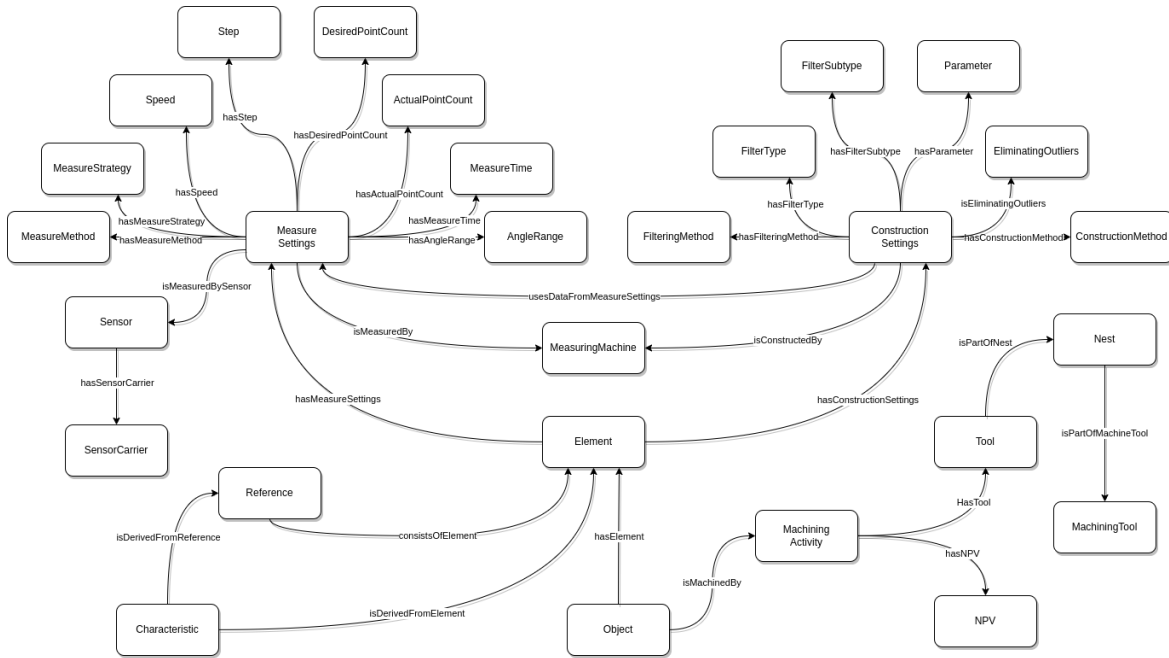 Step
DesiredPointCount
FilterSubtype
Parameter
Speed
ActualPointCount
hasStep
hasDesiredPointCount
FilterType
hasFilterSubtype
hasParameter
EliminatingOutliers
MeasureStrategy
hasSpeed
hasActualPointCount
MeasureTime
hasFilterType
isEliminatingOutliers
MeasureMethod
hasMeasureStrategy
hasMeasureMethod
Measure
Settings
hasMeasureTime
hasAngleRange
AngleRange
FilteringMethod
hasFilteringMethod
Construction
Settings
hasConstructionMethod
ConstructionMethod
isMeasuredBySensor
usesDataFromMeasureSettings
Sensor
isMeasuredBy
MeasuringMachine
isConstructedBy
isPartOfNest
Nest
hasSensorCarrier
hasMeasureSettings
hasConstructionSettings
SensorCarrier
Element
Tool
isPartOfMachineTool
Reference
HasTool
isDerivedFromReference
consistsOfElement
hasElement
Machining
Activity
MachiningTool
hasNPV
isMachinedBy
isDerivedFromElement
Characteristic
Object
NPV